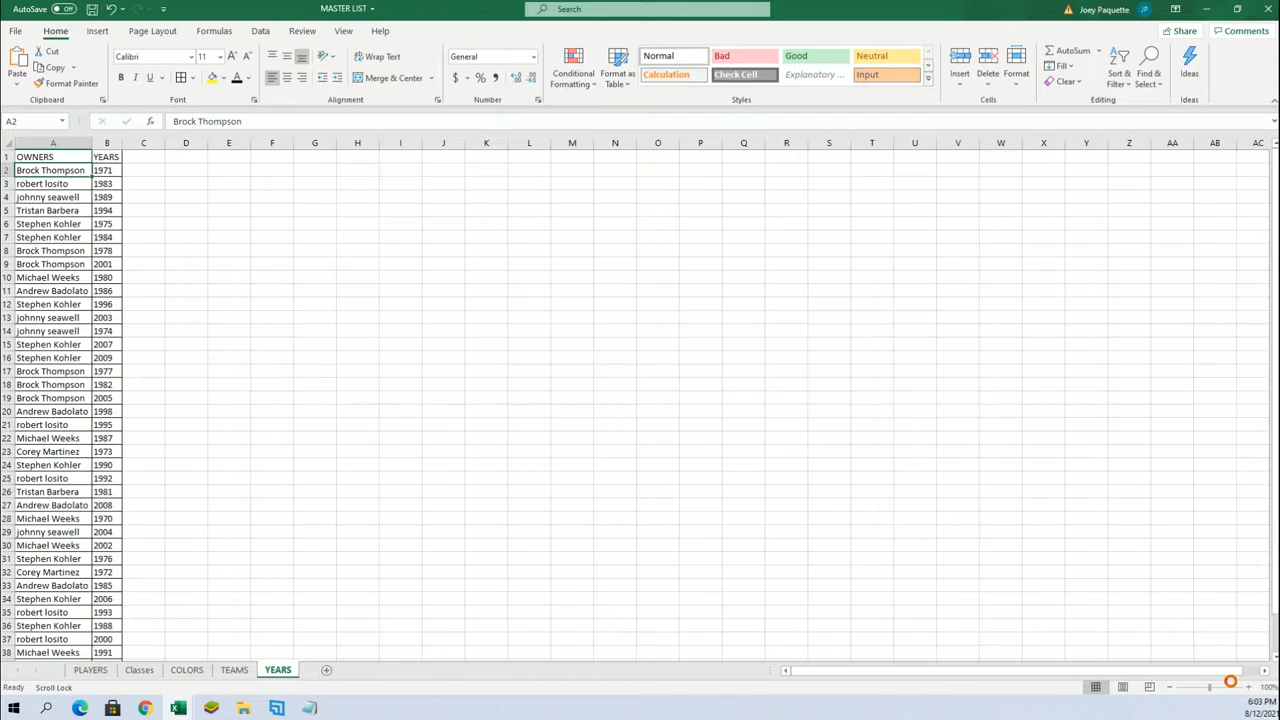 AutoSave Off MASTER LIST Search Joey Paquette JP
File Home Insert Page Layout Formulas Data Review View Help Share Comments
Paste Cut Copy Format Painter Clipboard
Calibri 11 B I U A Font
Wrap Text Merge & Center Alignment
General $ % Number
Conditional Formatting Format as Table
Normal Bad Good Neutral
Calculation Check Cell Explanatory ... Input
Styles
Insert Delete Format Cells
AutoSum Fill Clear Sort & Filter Find & Select Editing
Ideas Ideas
A2 fx Brock Thompson
A B C D E F G H I J K L M N O P Q R S T U V W X Y Z AA AB AC
1 OWNERS YEARS
2 Brock Thompson 1971
3 robert losito 1983
4 johnny seawell 1989
5 Tristan Barbera 1994
6 Stephen Kohler 1975
7 Stephen Kohler 1984
8 Brock Thompson 1978
9 Brock Thompson 2001
10 Michael Weeks 1980
11 Andrew Badolato 1986
12 Stephen Kohler 1996
13 johnny seawell 2003
14 johnny seawell 1974
15 Stephen Kohler 2007
16 Stephen Kohler 2009
17 Brock Thompson 1977
18 Brock Thompson 1982
19 Brock Thompson 2005
20 Andrew Badolato 1998
21 robert losito 1995
22 Michael Weeks 1987
23 Corey Martinez 1973
24 Stephen Kohler 1990
25 robert losito 1992
26 Tristan Barbera 1981
27 Andrew Badolato 2008
28 Michael Weeks 1970
29 johnny seawell 2004
30 Michael Weeks 2002
31 Stephen Kohler 1976
32 Corey Martinez 1972
33 Andrew Badolato 1985
34 Stephen Kohler 2006
35 robert losito 1993
36 Stephen Kohler 1988
37 robert losito 2000
38 Michael Weeks 1991
PLAYERS Classes COLORS TEAMS YEARS
Ready Scroll Lock 100%
6:03 PM